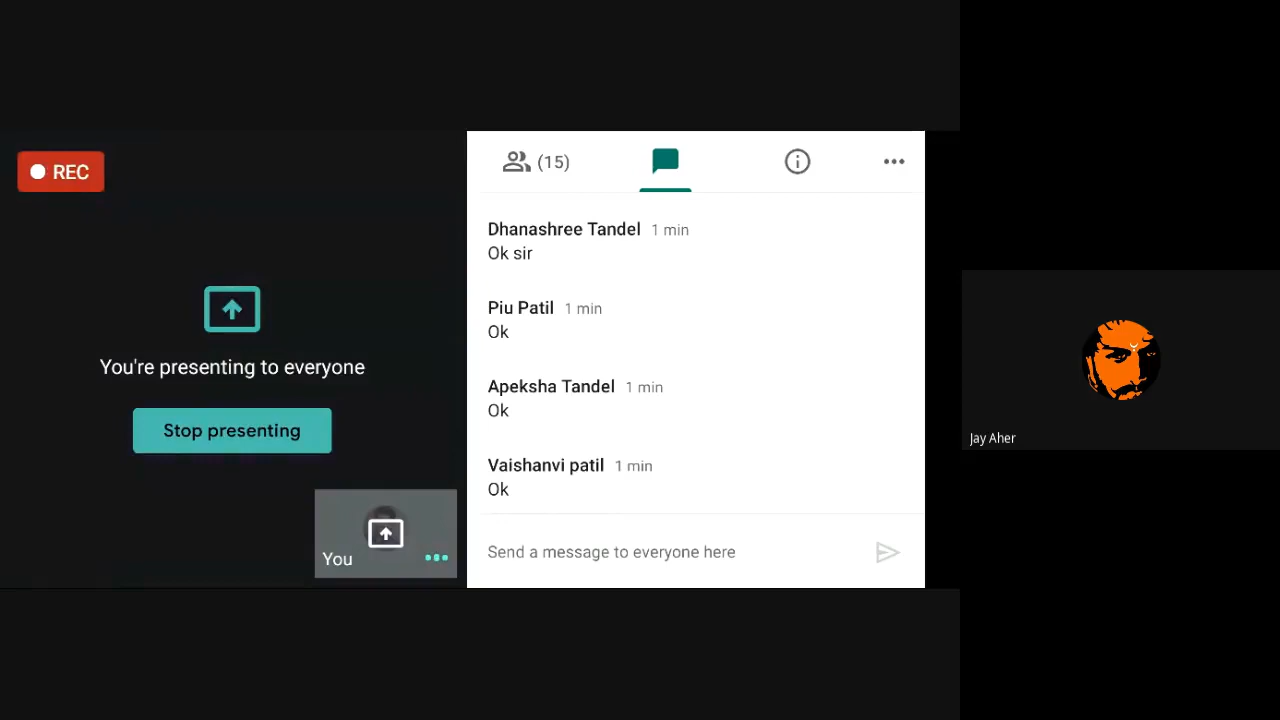 REC
You're presenting to everyone
Stop presenting
You
(15)
Dhanashree Tandel 1 min
Ok sir
Piu Patil 1 min
Ok
Apeksha Tandel 1 min
Ok
Vaishanvi patil 1 min
Ok
Send a message to everyone here
Jay Aher